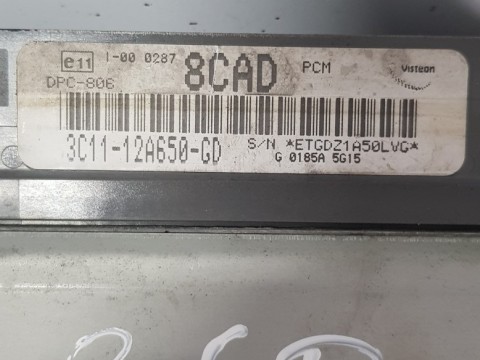 e11 I-00 0287 8CAD PCM Visteon
DPC-806
3C11-12A650-GD S/N *ETGDZ1A50LVG*
G 0185A 5G15